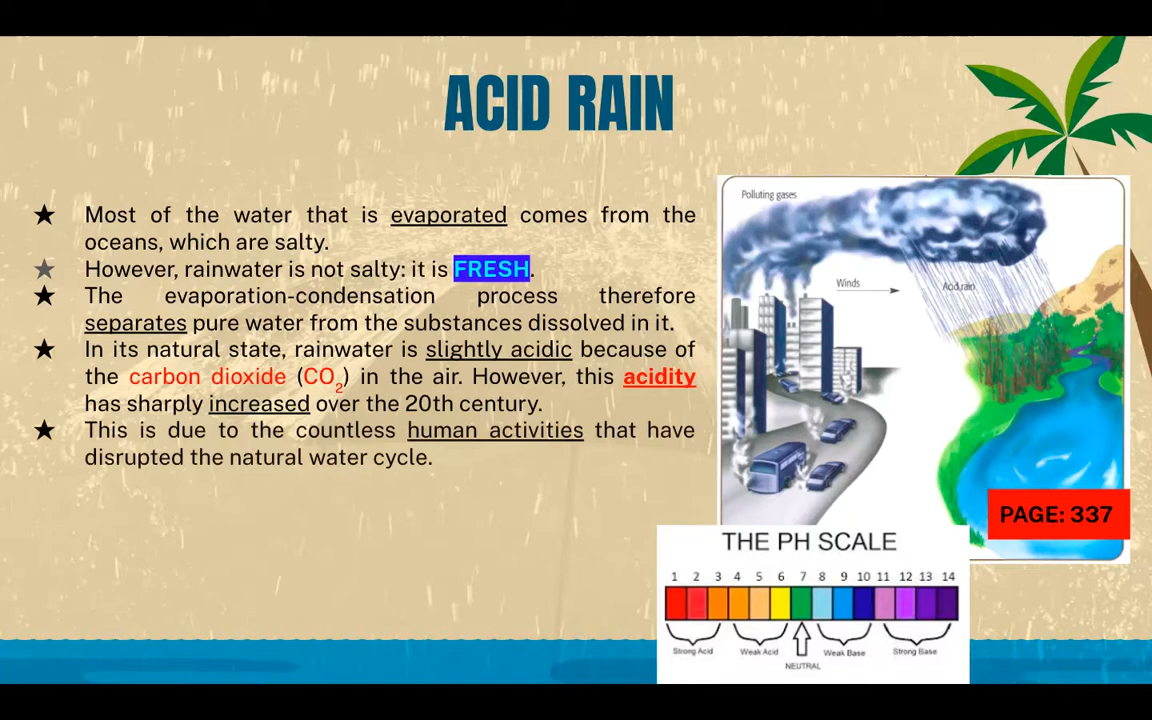 ACID RAIN
★ Most of the water that is evaporated comes from the
oceans, which are salty.
★ However, rainwater is not salty: it is FRESH.
★ The evaporation-condensation process therefore
separates pure water from the substances dissolved in it.
★ In its natural state, rainwater is slightly acidic because of
the carbon dioxide (CO₂) in the air. However, this acidity
has sharply increased over the 20th century.
★ This is due to the countless human activities that have
disrupted the natural water cycle.
Polluting gases
Winds
Acid rain
PAGE: 337
THE PH SCALE
1 2 3 4 5 6 7 8 9 10 11 12 13 14
Strong Acid Weak Acid Weak Base Strong Base
NEUTRAL